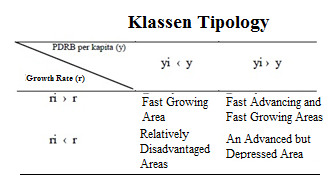 Klassen Tipology
PDRB per kapita (y)
yi < y
yi > y
Growth Rate (r)
ri > r
Fast Growing
Area
Fast Advancing and
Fast Growing Areas
ri < r
Relatively
Disadvantaged
Areas
An Advanced but
Depressed Area